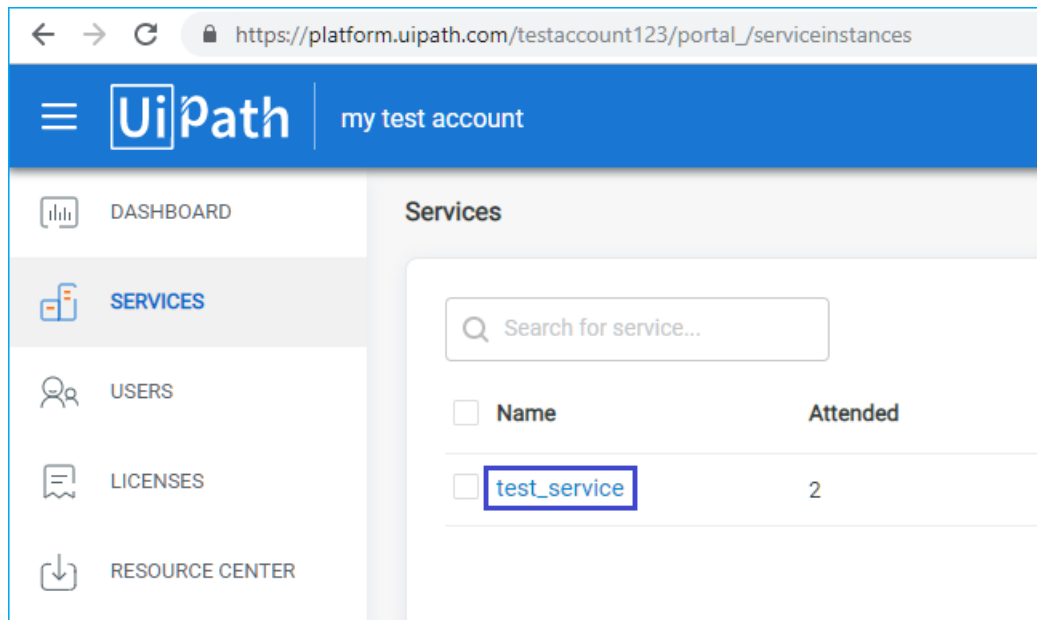 https://platform.uipath.com/testaccount123/portal_/serviceinstances
UiPath my test account
DASHBOARD
Services
SERVICES
Search for service...
USERS
Name Attended
LICENSES
test_service 2
RESOURCE CENTER